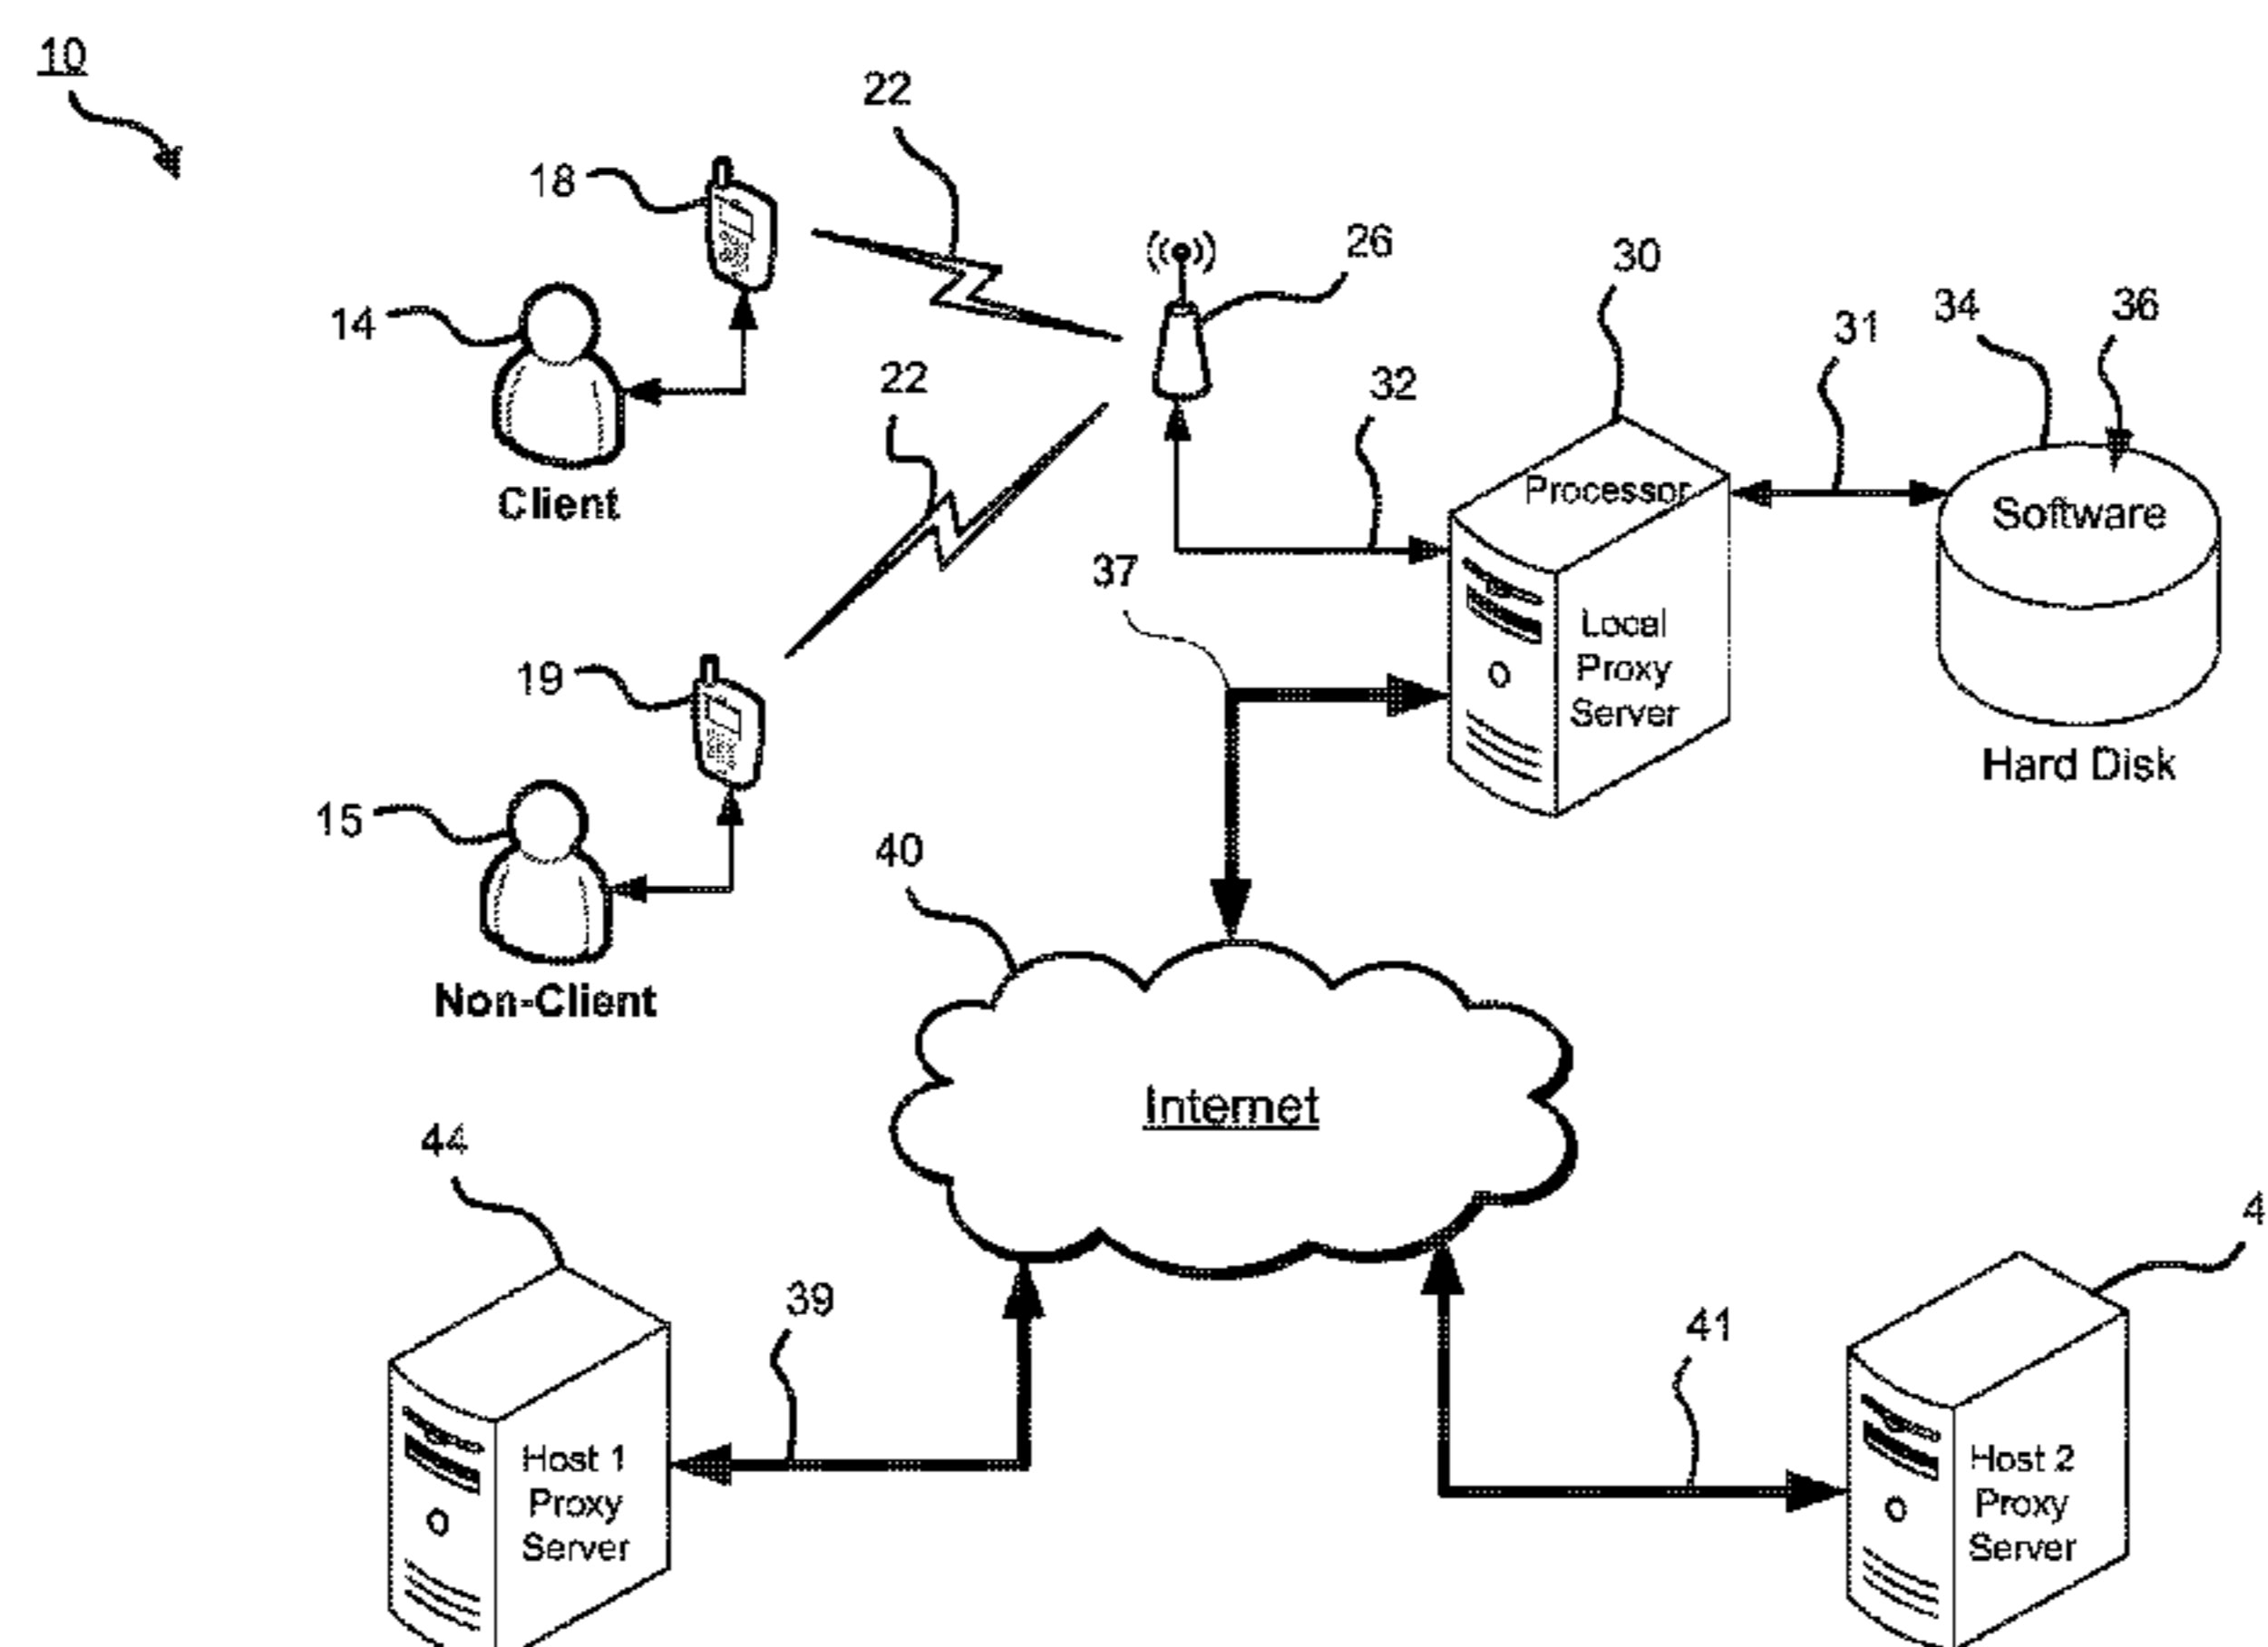 10
22
18
26
30
14
31
34
36
22
32
Client
Processor
Software
37
Local
Proxy
Server
19
Hard Disk
15
40
Non-Client
Internet
44
4
39
41
Host 1
Proxy
Server
Host 2
Proxy
Server